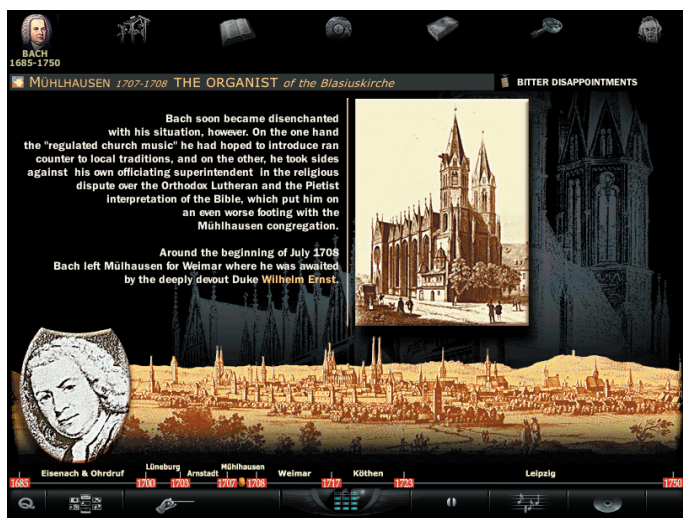 BACH
1685-1750
MÜHLHAUSEN 1707-1708 THE ORGANIST of the Blasiuskirche
BITTER DISAPPOINTMENTS
Bach soon became disenchanted
with his situation, however. On the one hand
the "regulated church music" he had hoped to introduce ran
counter to local traditions, and on the other, he took sides
against his own officiating superintendent in the religious
dispute over the Orthodox Lutheran and the Pietist
interpretation of the Bible, which put him on
an even worse footing with the
Mühlhausen congregation.
Around the beginning of July 1708
Bach left Mülhausen for Weimar where he was awaited
by the deeply devout Duke Wilhelm Ernst.
Eisenach & Ohrdruf Lüneburg Arnstadt Mühlhausen Weimar Köthen Leipzig
1685 1700 1703 1707 1708 1717 1723 1750